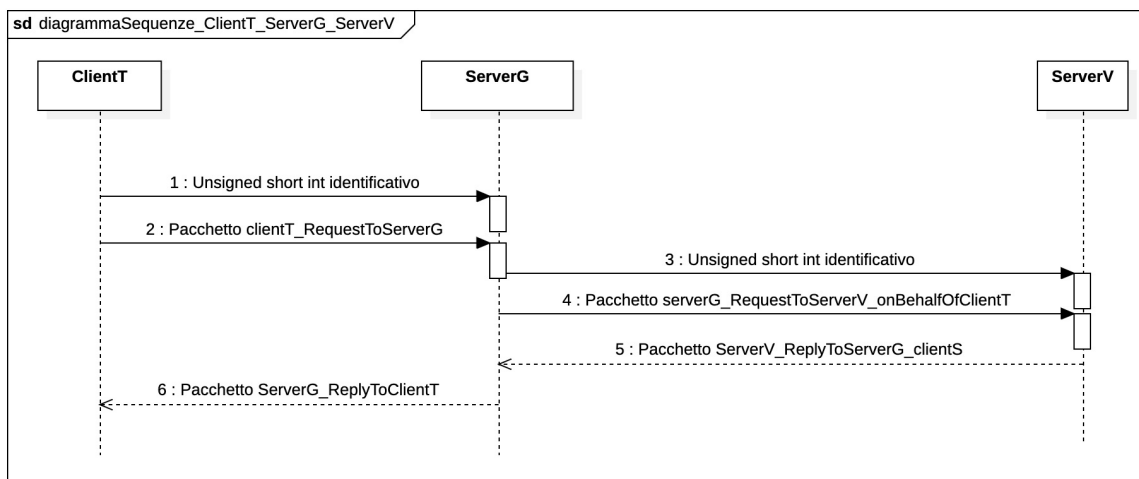 sd diagrammaSequenze_ClientT_ServerG_ServerV
ClientT
ServerG
ServerV
1 : Unsigned short int identificativo
2 : Pacchetto clientT_RequestToServerG
3 : Unsigned short int identificativo
4 : Pacchetto serverG_RequestToServerV_onBehalfOfClientT
5 : Pacchetto ServerV_ReplyToServerG_clientS
6 : Pacchetto ServerG_ReplyToClientT